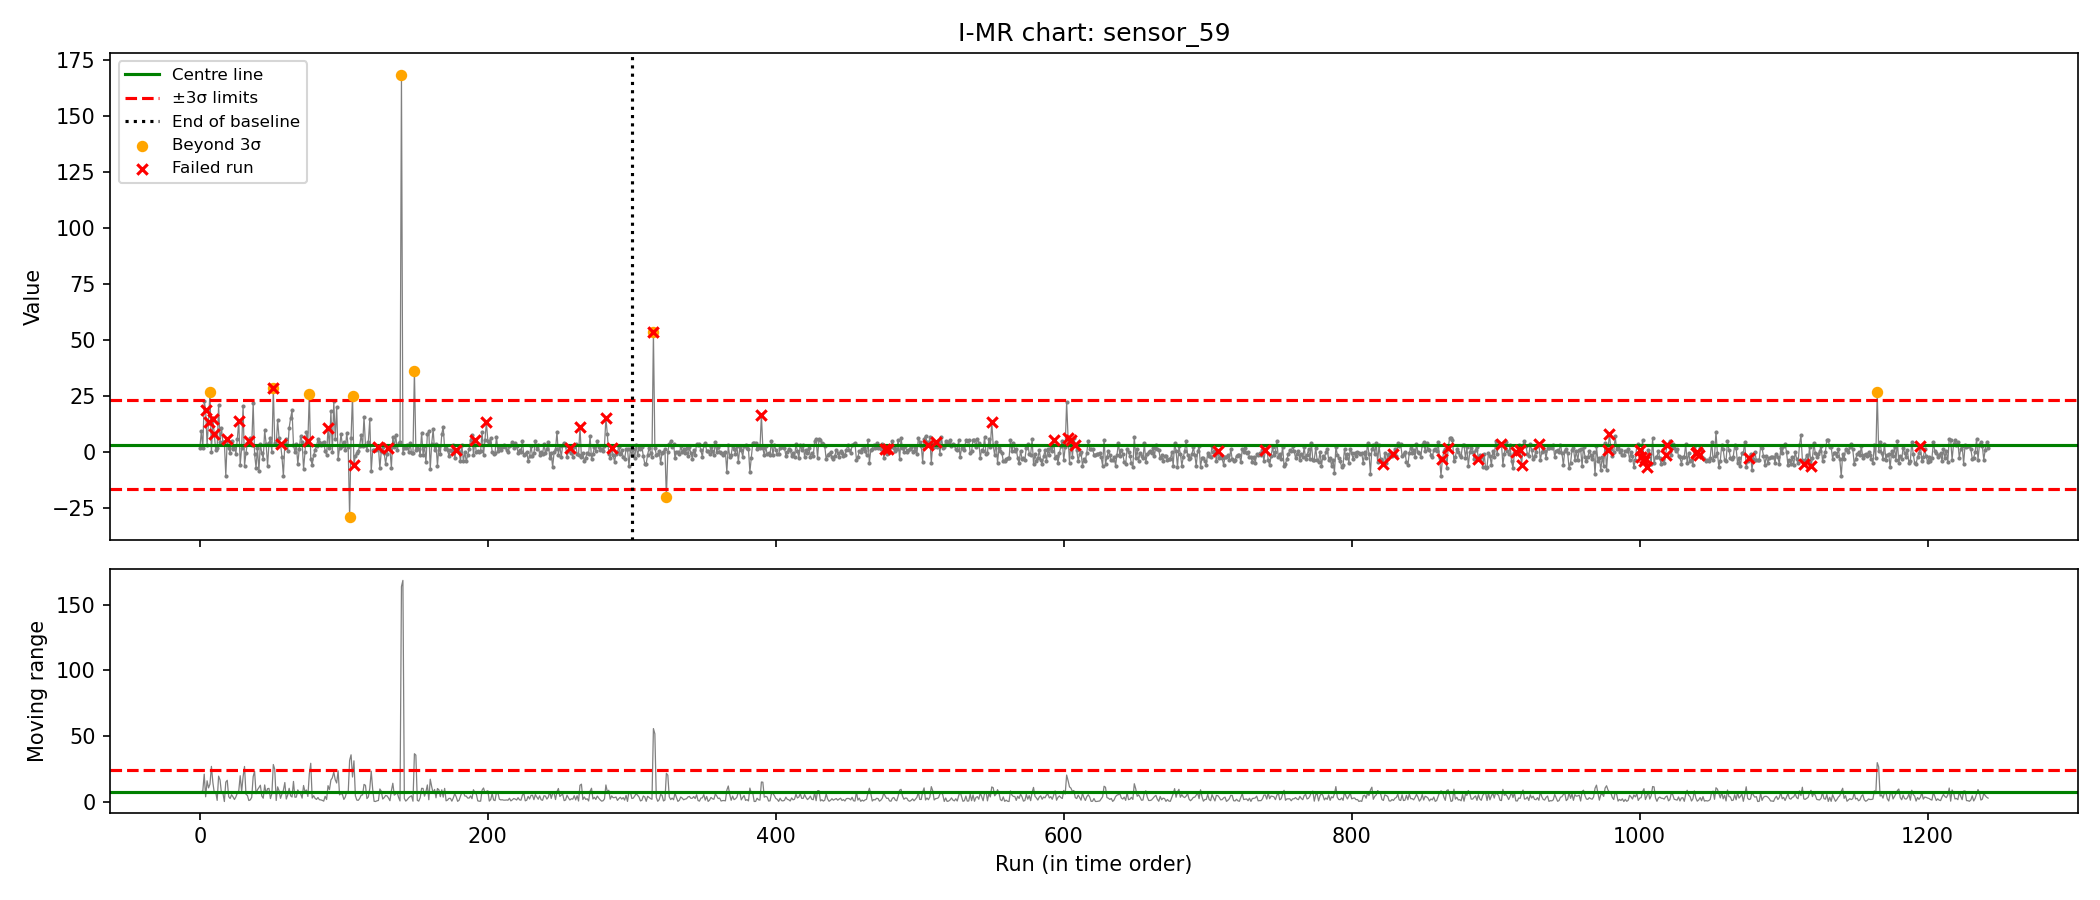 I-MR chart: sensor_59
175
150
125
100
75
50
25
0
−25
Value
Centre line
±3σ limits
End of baseline
Beyond 3σ
Failed run
150
100
50
0
Moving range
0
200
400
600
800
1000
1200
Run (in time order)